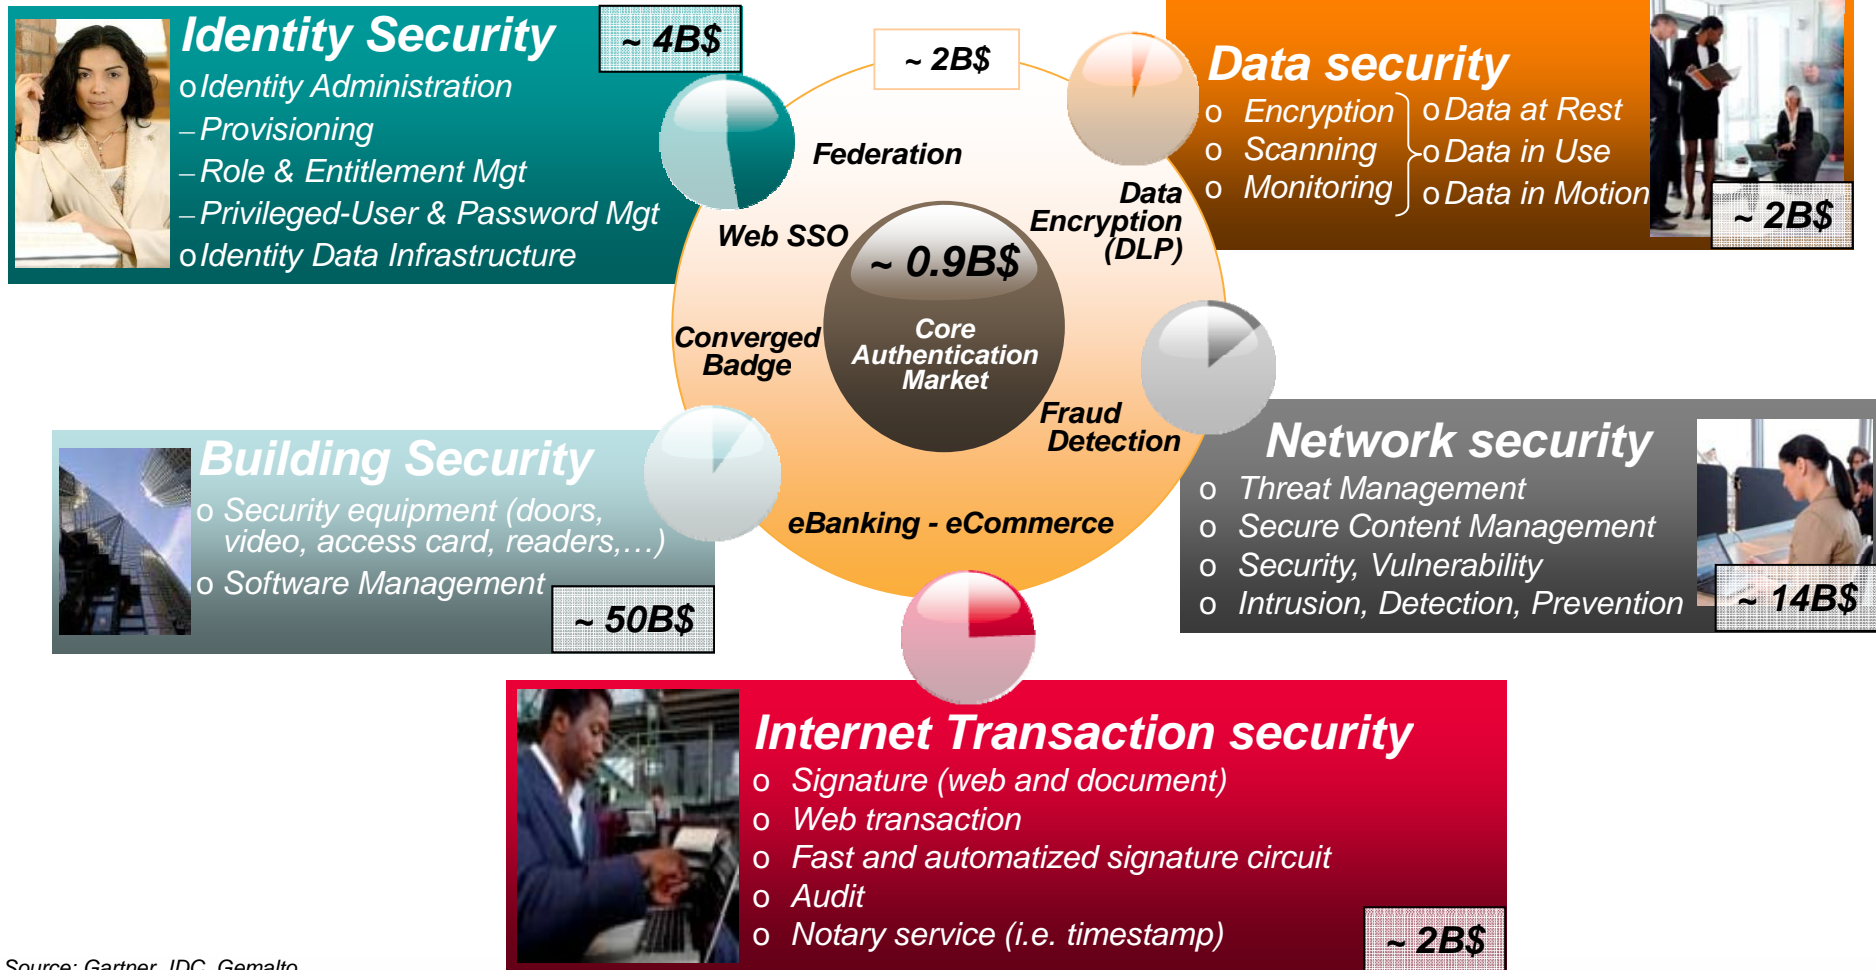 Identity Security
~ 4B$
o Identity Administration
– Provisioning
– Role & Entitlement Mgt
– Privileged-User & Password Mgt
o Identity Data Infrastructure
~ 2B$
Data security
o Encryption
o Scanning
o Monitoring
o Data at Rest
o Data in Use
o Data in Motion
~ 2B$
Federation
Web SSO
Data
Encryption
(DLP)
~ 0.9B$
Core
Authentication
Market
Converged
Badge
Fraud
Detection
eBanking - eCommerce
Building Security
o Security equipment (doors,
video, access card, readers,…)
o Software Management
~ 50B$
Network security
o Threat Management
o Secure Content Management
o Security, Vulnerability
o Intrusion, Detection, Prevention
~ 14B$
Internet Transaction security
o Signature (web and document)
o Web transaction
o Fast and automatized signature circuit
o Audit
o Notary service (i.e. timestamp)
~ 2B$
Source: Gartner, IDC, Gemalto